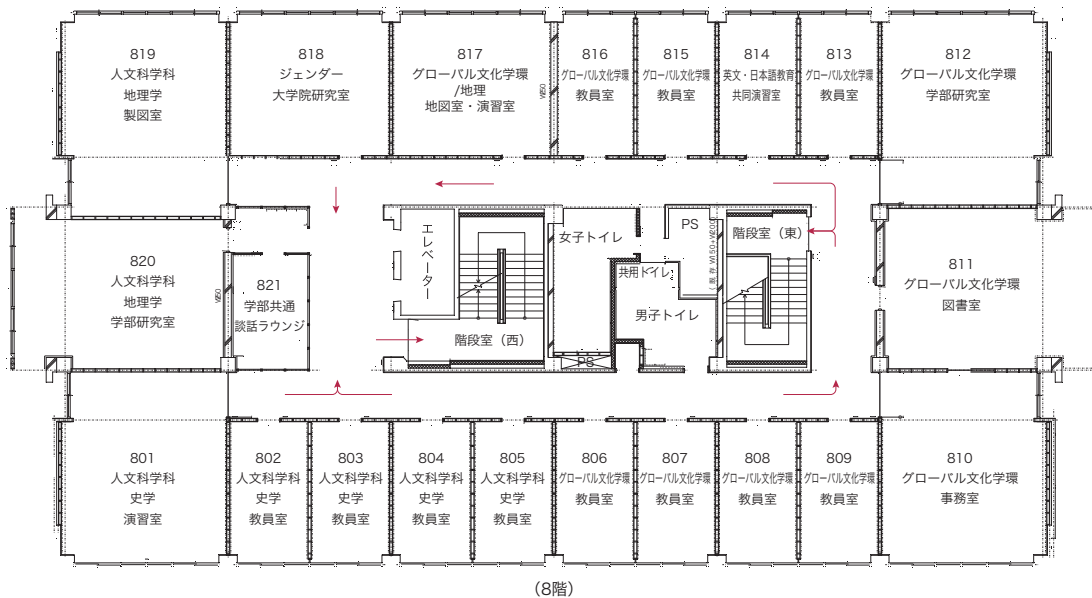 819
人文科学科
地理学
製図室
818
ジェンダー
大学院研究室
817
グローバル文化学環
/地理
地図室・演習室
W150
816
グローバル文化学環
教員室
815
グローバル文化学環
教員室
814
英文・日本語教育
共同演習室
813
グローバル文化学環
教員室
812
グローバル文化学環
学部研究室
820
人文科学科
地理学
学部研究室
821
学部共通
談話ラウンジ
エレベーター
階段室（西）
女子トイレ
共用トイレ
男子トイレ
PS
PS
階段室（東）
811
グローバル文化学環
図書室
801
人文科学科
史学
演習室
802
人文科学科
史学
教員室
803
人文科学科
史学
教員室
804
人文科学科
史学
教員室
805
人文科学科
史学
教員室
806
グローバル文化学環
教員室
807
グローバル文化学環
教員室
808
グローバル文化学環
教員室
809
グローバル文化学環
教員室
810
グローバル文化学環
事務室
（8階）